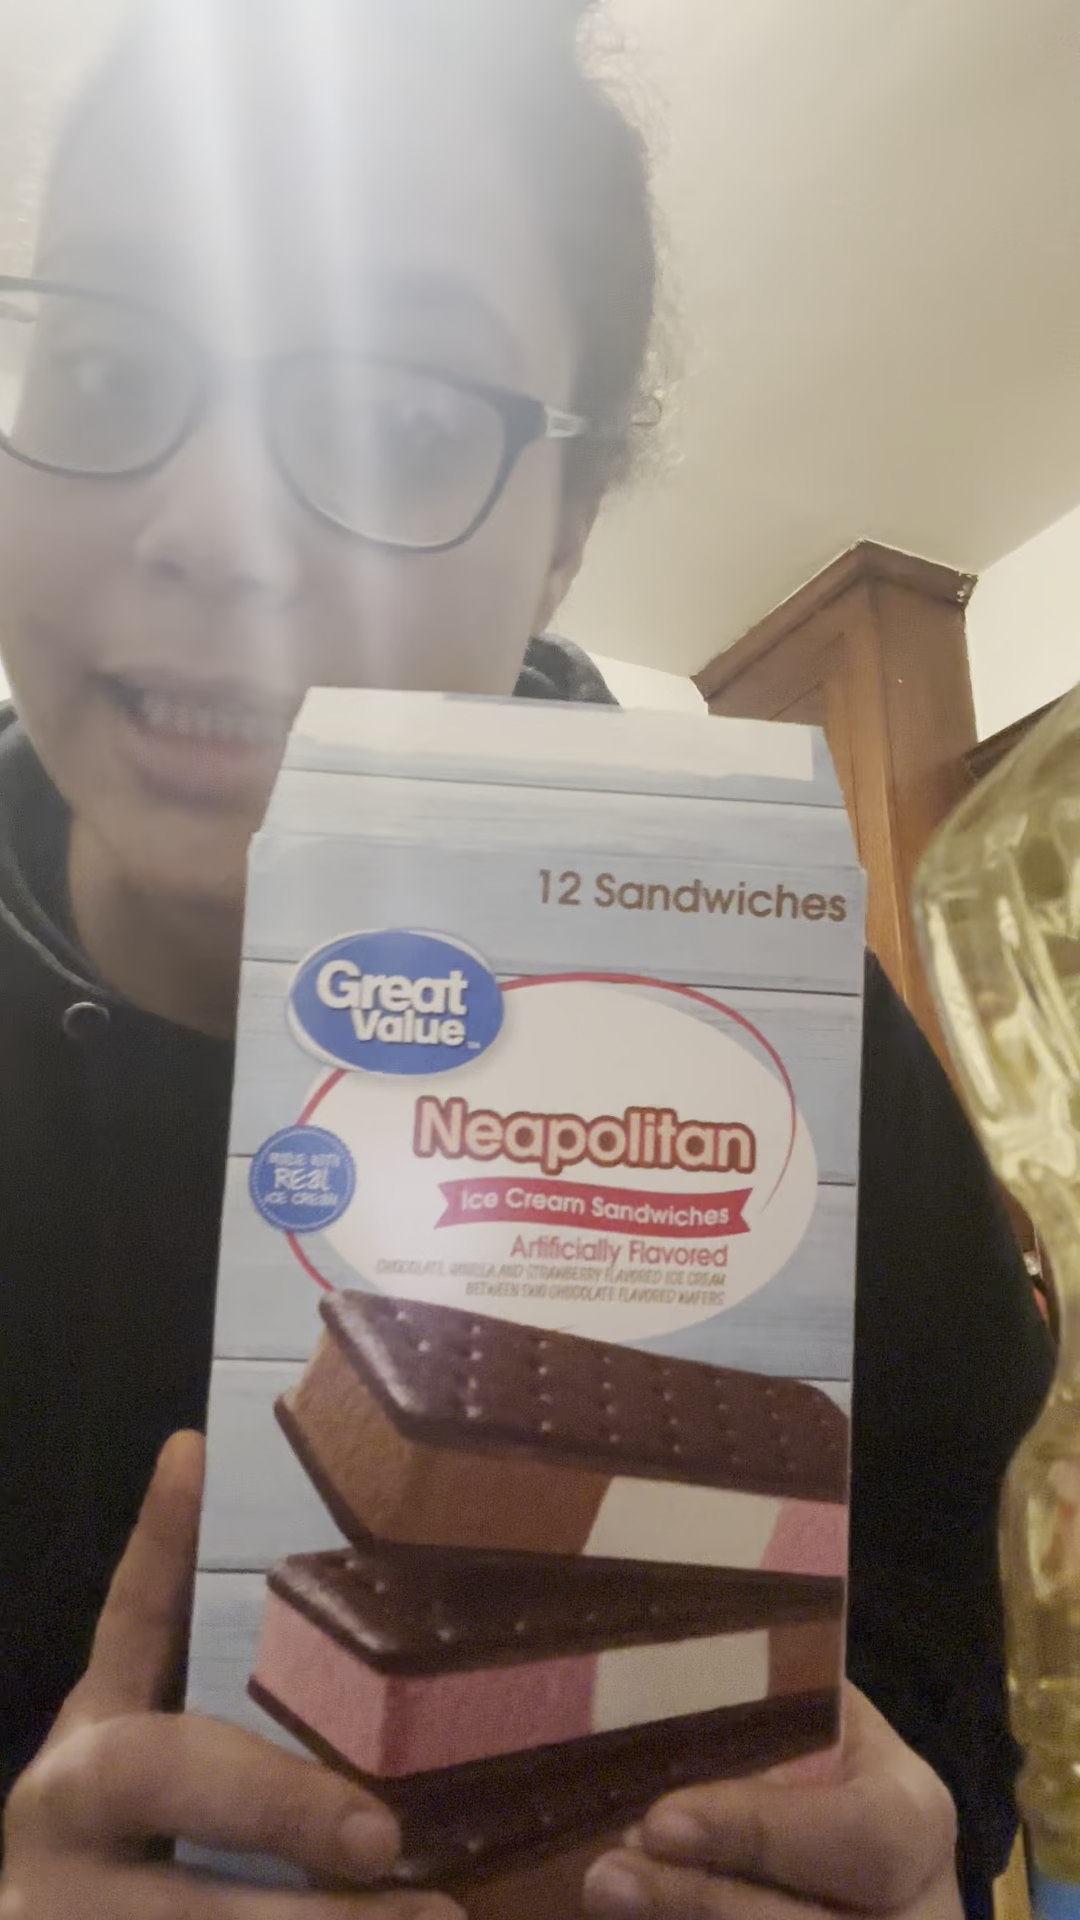 12 Sandwiches
Great
Value™
Neapolitan
MADE WITH
REAL
ICE CREAM
Ice Cream Sandwiches
Artificially Flavored
CHOCOLATE, VANILLA AND STRAWBERRY FLAVORED ICE CREAM
BETWEEN TWO CHOCOLATE FLAVORED WAFERS